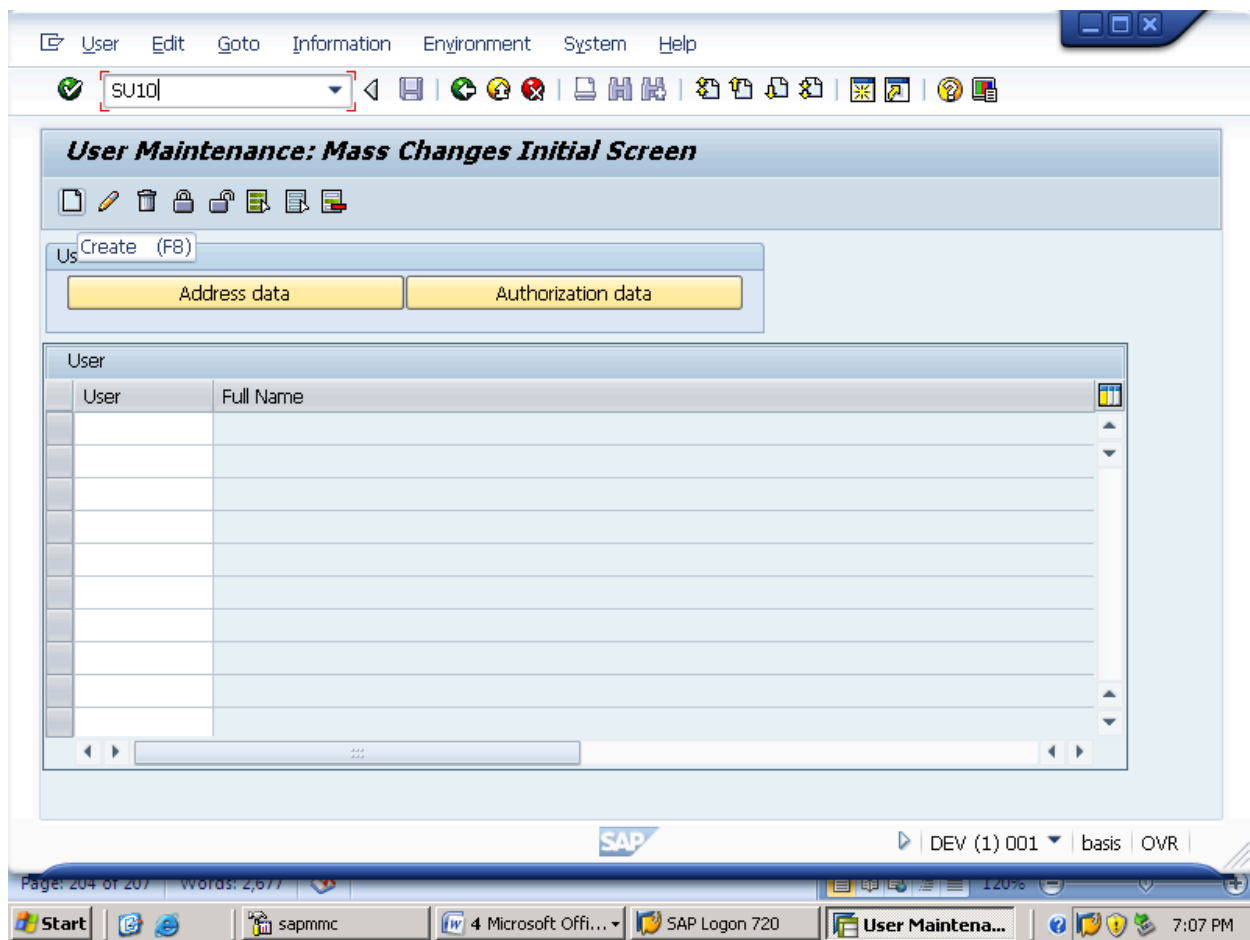 User Edit Goto Information Environment System Help
SU10
User Maintenance: Mass Changes Initial Screen
Create (F8)
Us
Address data Authorization data
User
User Full Name
SAP
DEV (1) 001 basis OVR
Page: 204 of 207 Words: 2,677 120%
Start sapmmc 4 Microsoft Offi... SAP Logon 720 User Maintena... 7:07 PM